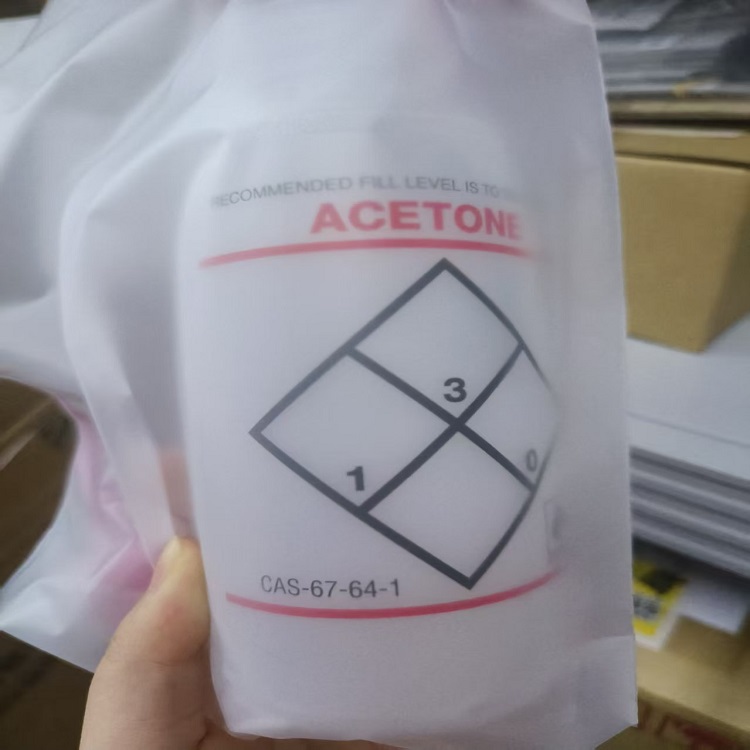 RECOMMENDED FILL LEVEL IS TO
ACETONE
3
1
0
CAS-67-64-1